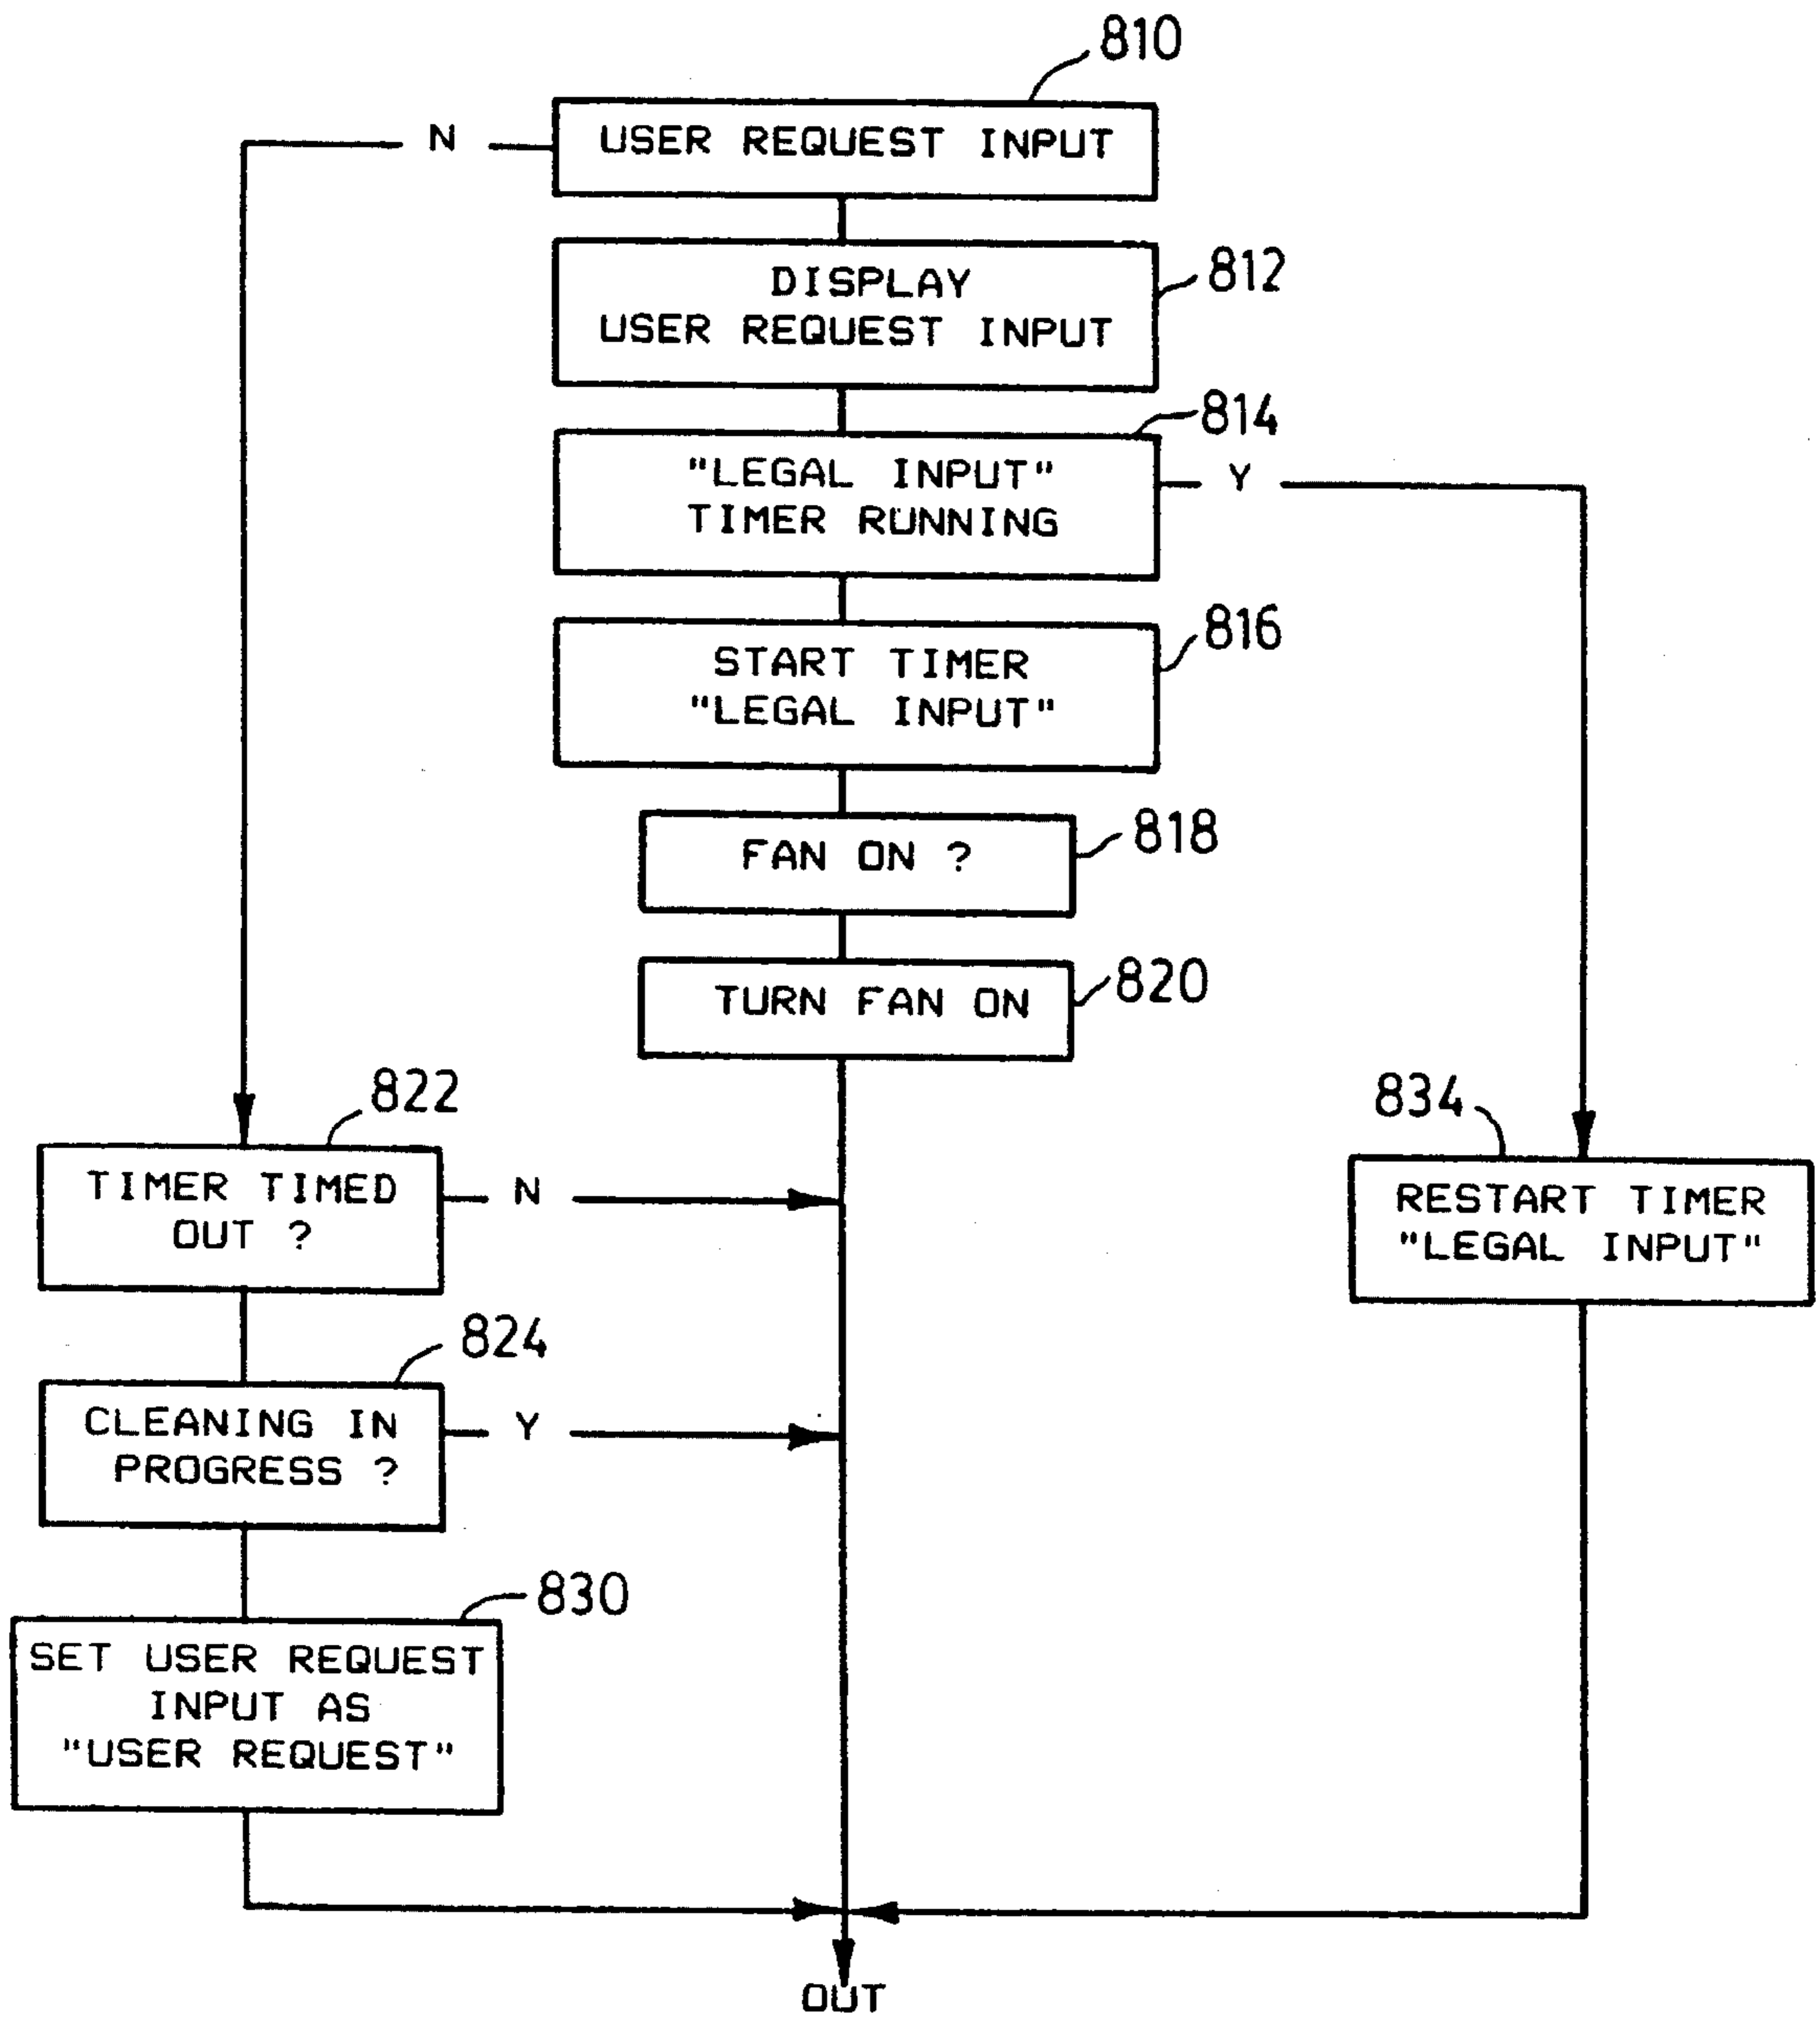 810
N
USER REQUEST INPUT
812
DISPLAY
USER REQUEST INPUT
814
"LEGAL INPUT"
TIMER RUNNING
Y
816
START TIMER
"LEGAL INPUT"
818
FAN ON ?
820
TURN FAN ON
822
TIMER TIMED
OUT ?
N
834
RESTART TIMER
"LEGAL INPUT"
824
CLEANING IN
PROGRESS ?
Y
830
SET USER REQUEST
INPUT AS
"USER REQUEST"
OUT